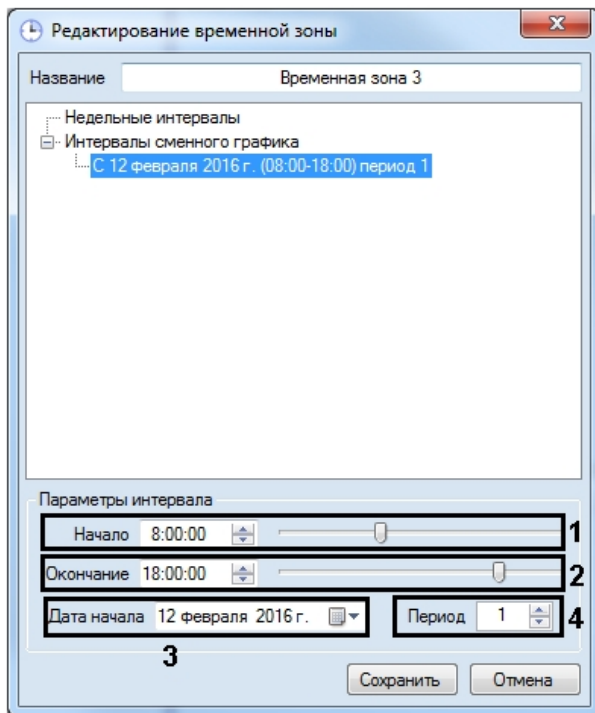 Редактирование временной зоны
Название Временная зона 3
Недельные интервалы
Интервалы сменного графика
С 12 февраля 2016 г. (08:00-18:00) период 1
Параметры интервала
Начало 8:00:00 1
Окончание 18:00:00 2
Дата начала 12 февраля 2016 г. Период 1 4
3
Сохранить Отмена